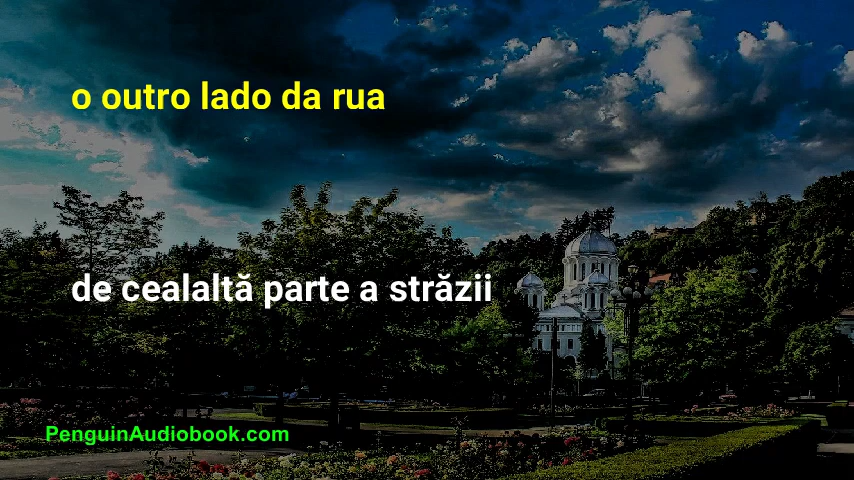 o outro lado da rua
de cealaltă parte a străzii
PenguinAudiobook.com